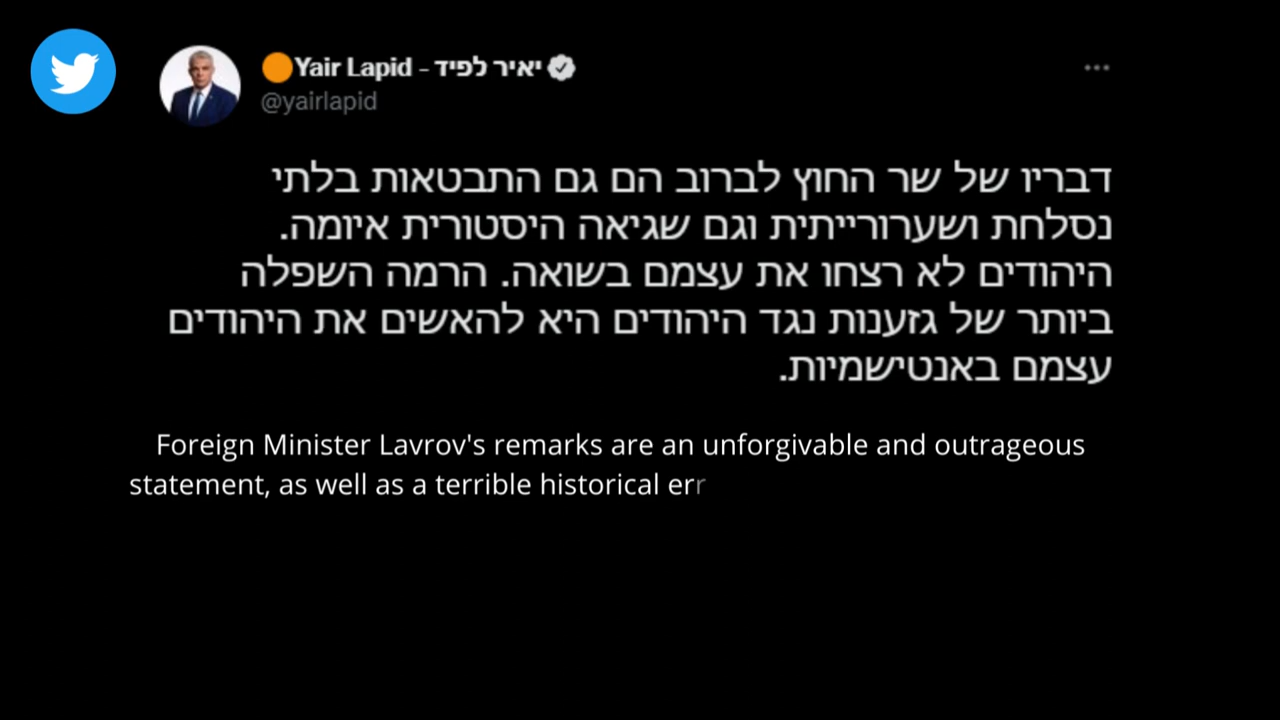 Yair Lapid - יאיר לפיד
@yairlapid
דבריו של שר החוץ לברוב הם גם התבטאות בלתי
נסלחת ושערורייתית וגם שגיאה היסטורית איומה.
היהודים לא רצחו את עצמם בשואה. הרמה השפלה
ביותר של גזענות נגד היהודים היא להאשים את היהודים
עצמם באנטישמיות.
Foreign Minister Lavrov's remarks are an unforgivable and outrageous
statement, as well as a terrible historical err